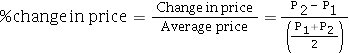 %change in price = Change in price / Average price = P₂ − P₁ / ((P₁+P₂)/2)